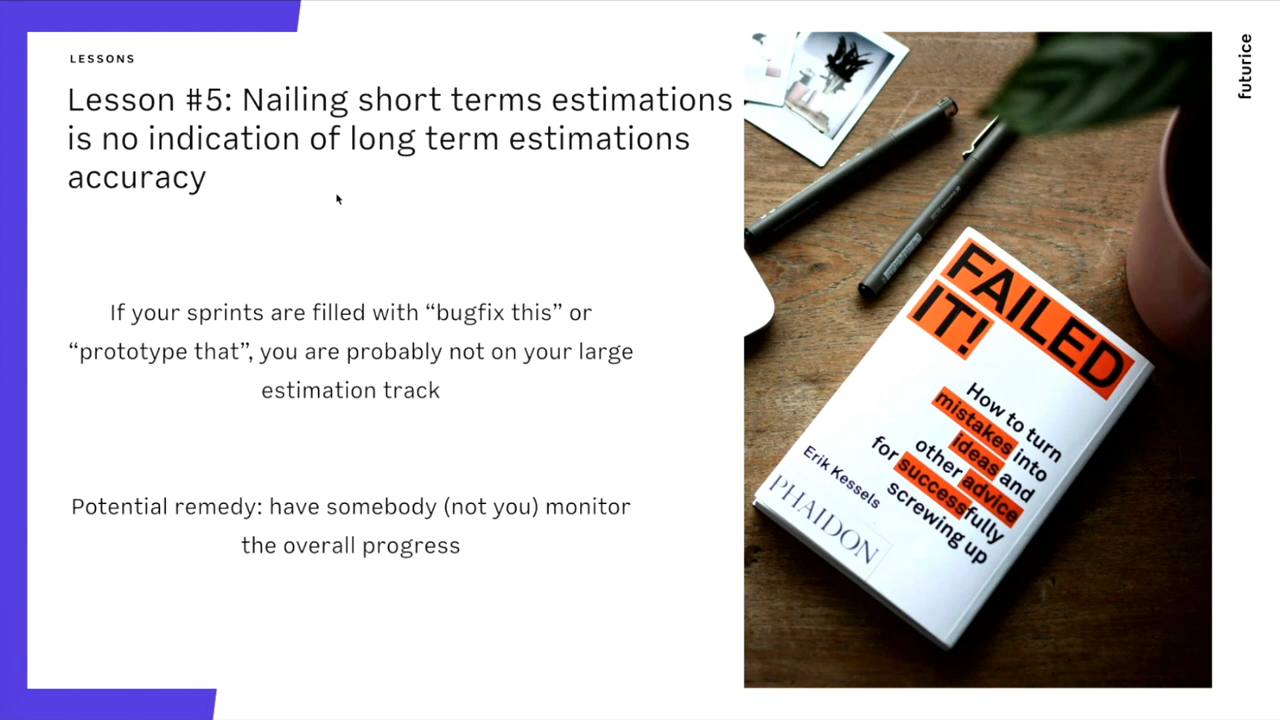 LESSONS
Lesson #5: Nailing short terms estimations
is no indication of long term estimations
accuracy
If your sprints are filled with “bugfix this” or
“prototype that”, you are probably not on your large
estimation track
Potential remedy: have somebody (not you) monitor
the overall progress
futurice
FAILED
IT!
How to turn
mistakes into
ideas and
other advice
for successfully
screwing up
Erik Kessels
PHAIDON